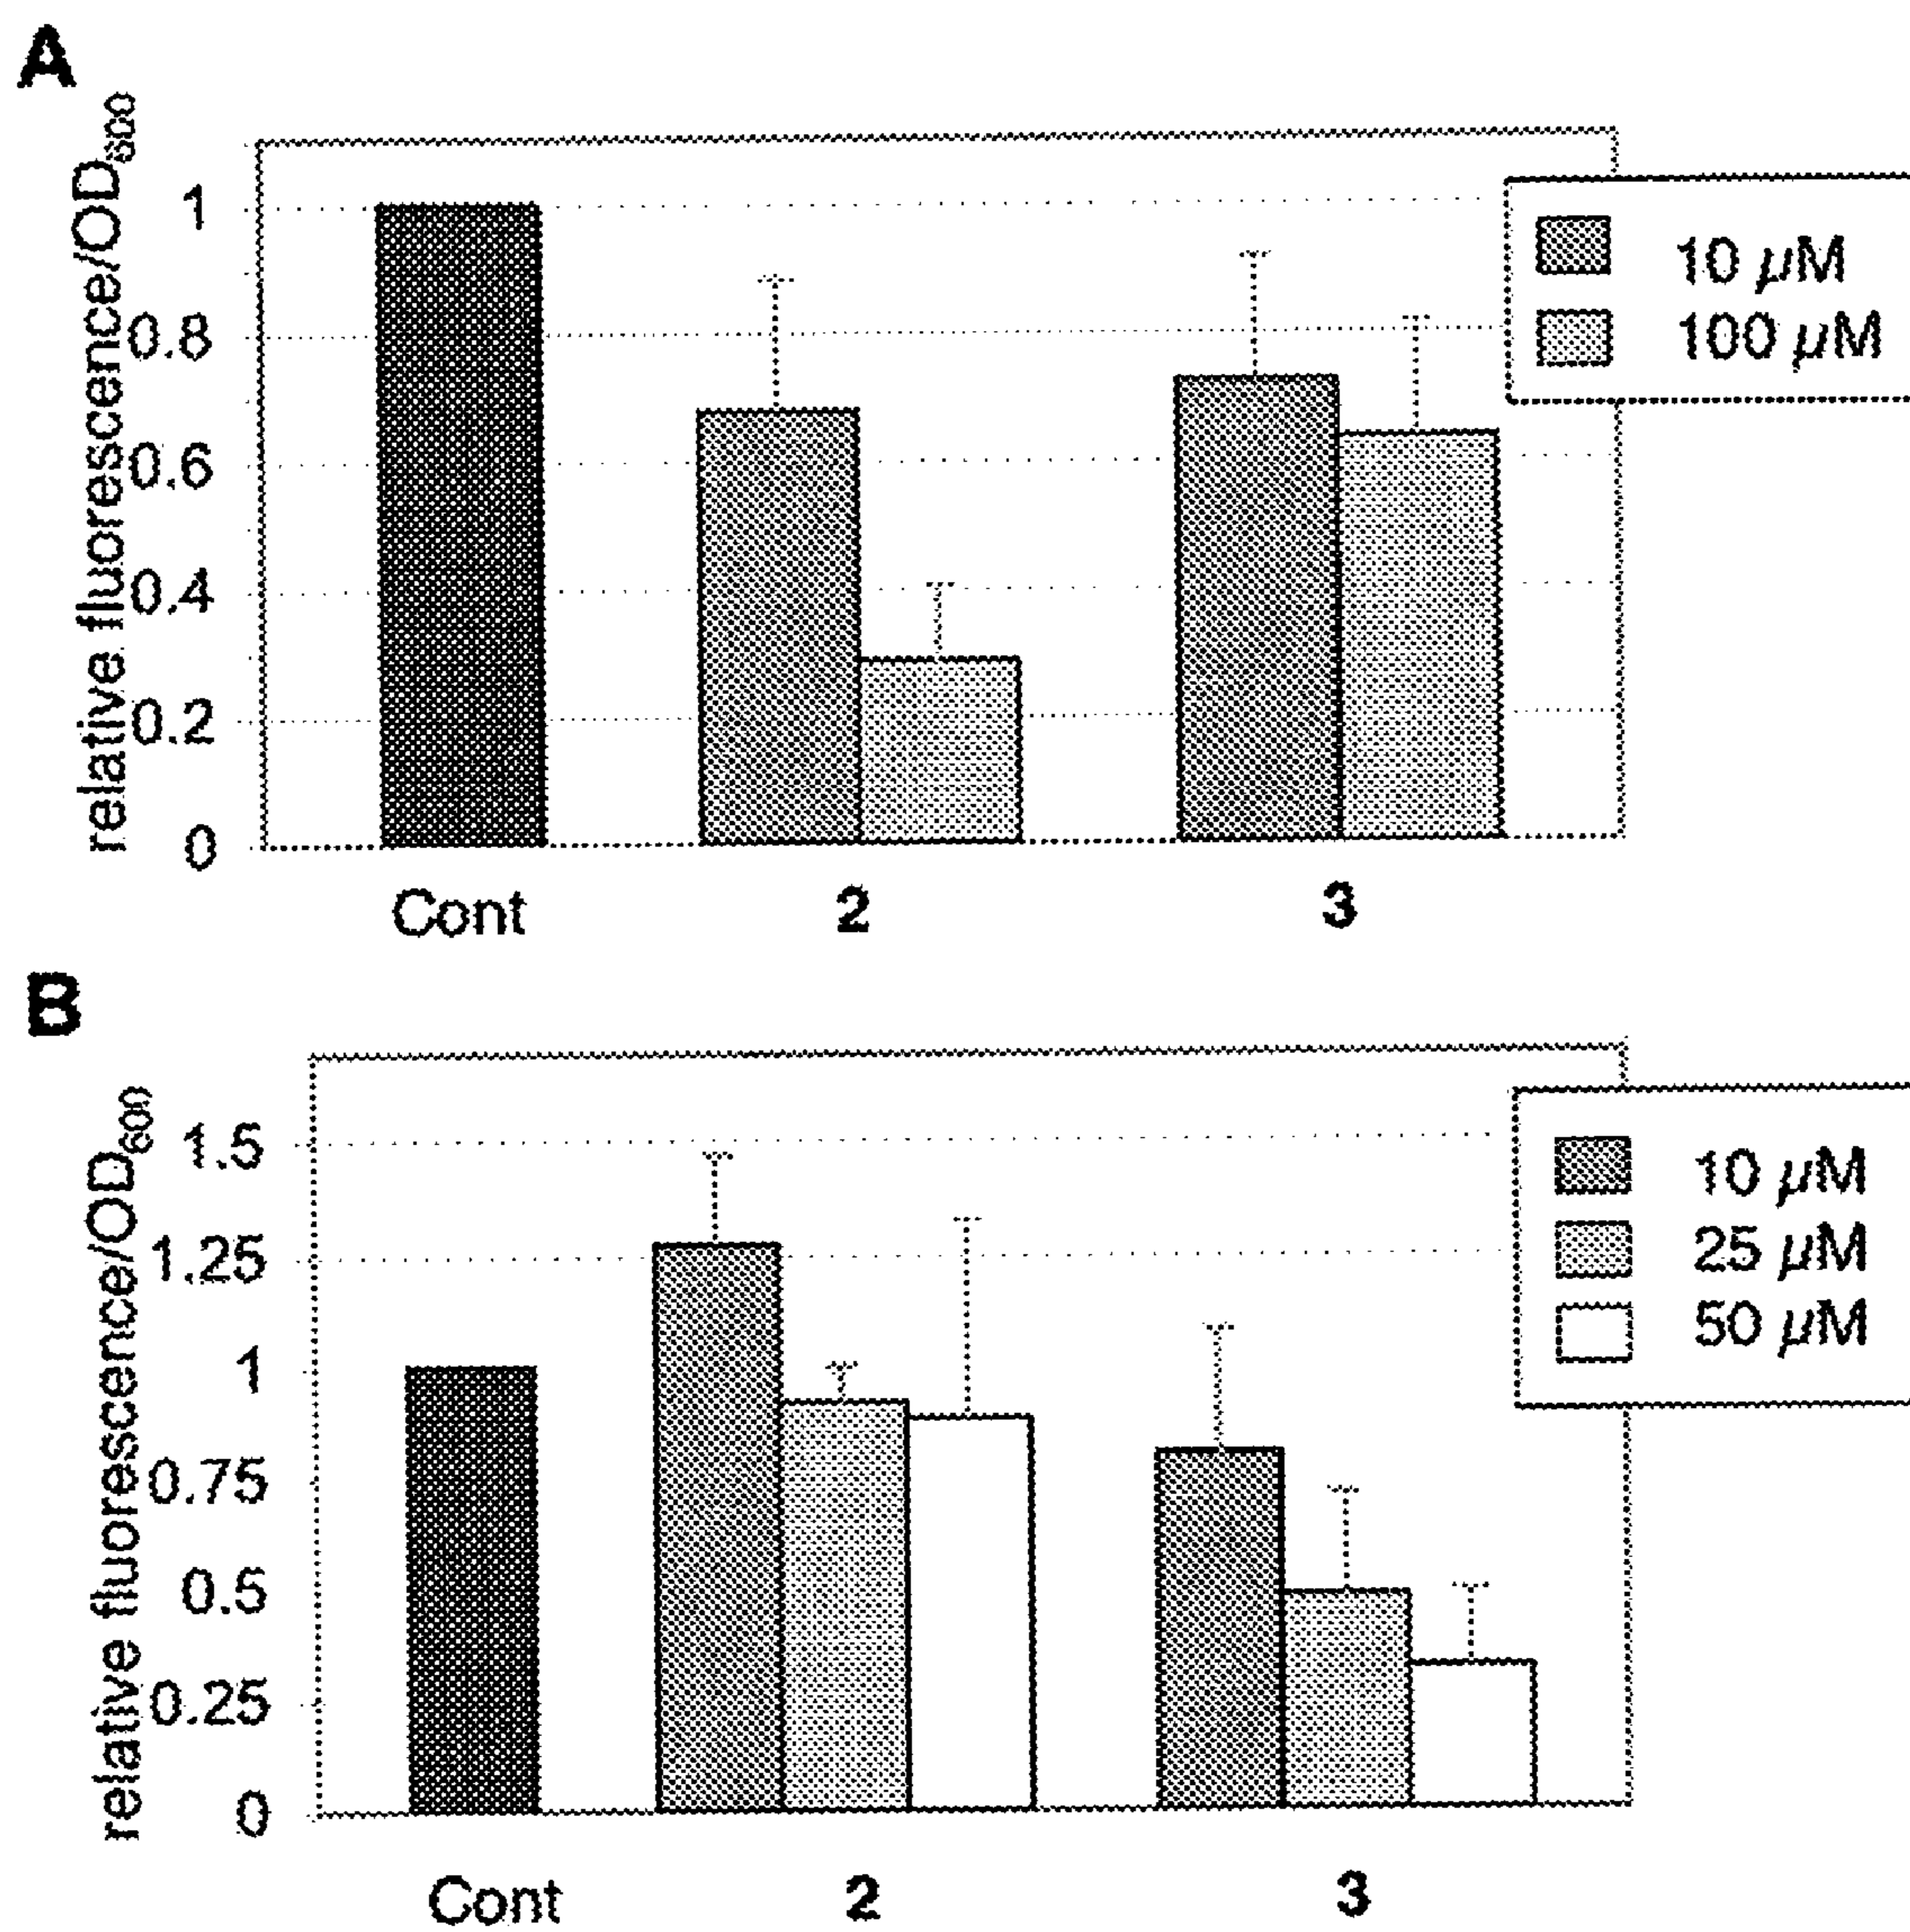 A
relative fluorescence/OD600
1
0.8
0.6
0.4
0.2
0
10 µM
100 µM
Cont 2 3
B
relative fluorescence/OD600
1.5
1.25
1
0.75
0.5
0.25
0
10 µM
25 µM
50 µM
Cont 2 3